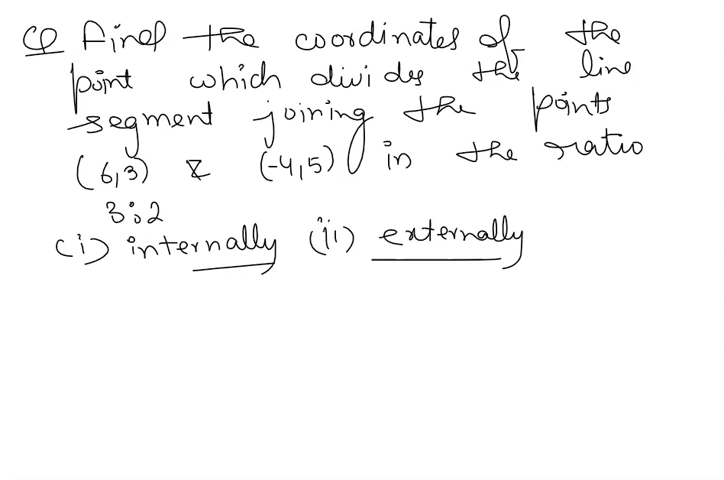 Q Find the coordinates of the
point which divides the line
segment joining the points
(6,3) & (-4,5) in the ratio
3:2
(i) internally (ii) externally